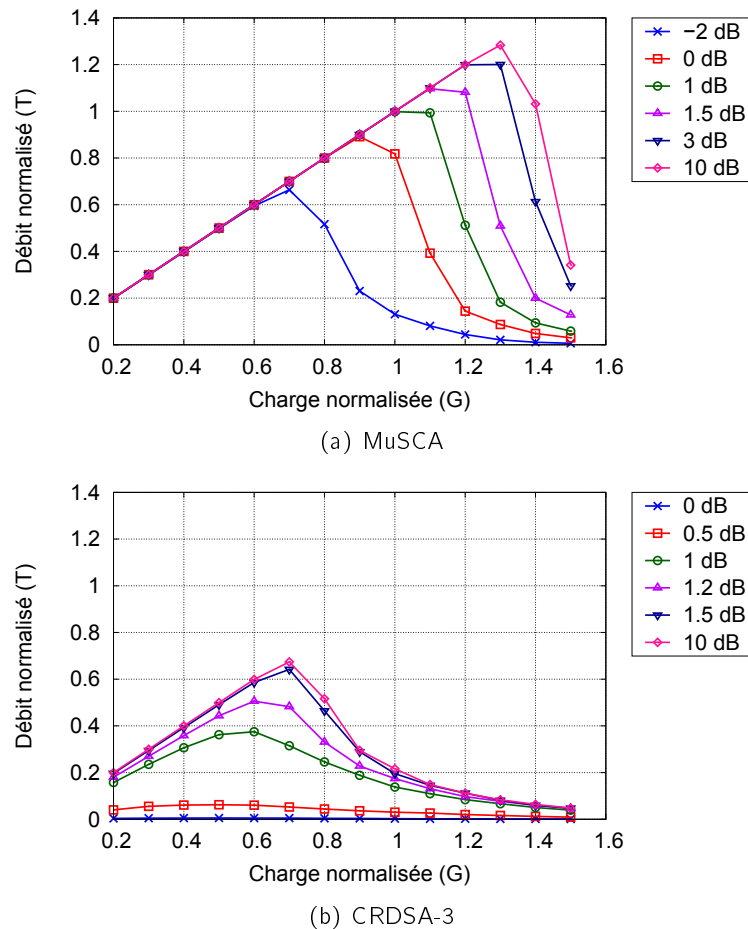 1.4
1.2
1
0.8
0.6
0.4
0.2
0
Débit normalisé (T)
0.2 0.4 0.6 0.8 1 1.2 1.4 1.6
Charge normalisée (G)
−2 dB
0 dB
1 dB
1.5 dB
3 dB
10 dB
(a) MuSCA
1.4
1.2
1
0.8
0.6
0.4
0.2
0
Débit normalisé (T)
0.2 0.4 0.6 0.8 1 1.2 1.4 1.6
Charge normalisée (G)
0 dB
0.5 dB
1 dB
1.2 dB
1.5 dB
10 dB
(b) CRDSA-3